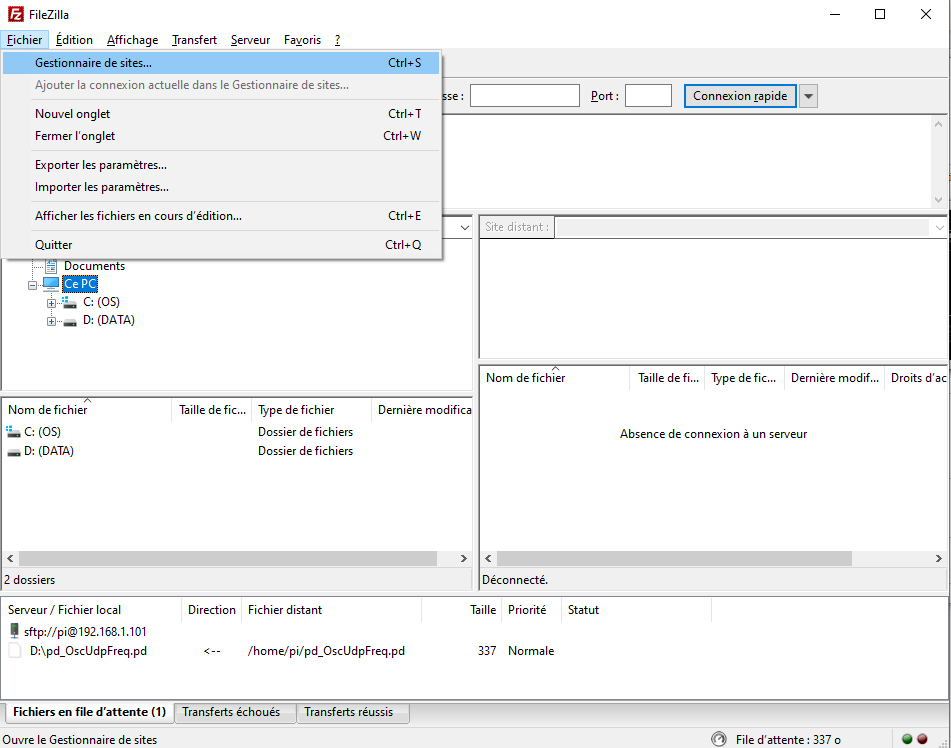 FileZilla
Fichier Édition Affichage Transfert Serveur Favoris ?
Gestionnaire de sites... Ctrl+S
Ajouter la connexion actuelle dans le Gestionnaire de sites...
sse : Port : Connexion rapide
Nouvel onglet Ctrl+T
Fermer l'onglet Ctrl+W
Exporter les paramètres...
Importer les paramètres...
Afficher les fichiers en cours d'édition... Ctrl+E
Quitter Ctrl+Q
Site distant :
Documents
Ce PC
C: (OS)
D: (DATA)
Nom de fichier Taille de fic... Type de fichier Dernière modifica
C: (OS) Dossier de fichiers
D: (DATA) Dossier de fichiers
2 dossiers
Nom de fichier Taille de fi... Type de fic... Dernière modif... Droits d'ac
Absence de connexion à un serveur
Déconnecté.
Serveur / Fichier local Direction Fichier distant Taille Priorité Statut
sftp://pi@192.168.1.101
D:\pd_OscUdpFreq.pd <-- /home/pi/pd_OscUdpFreq.pd 337 Normale
Fichiers en file d'attente (1) Transferts échoués Transferts réussis
Ouvre le Gestionnaire de sites File d'attente : 337 o